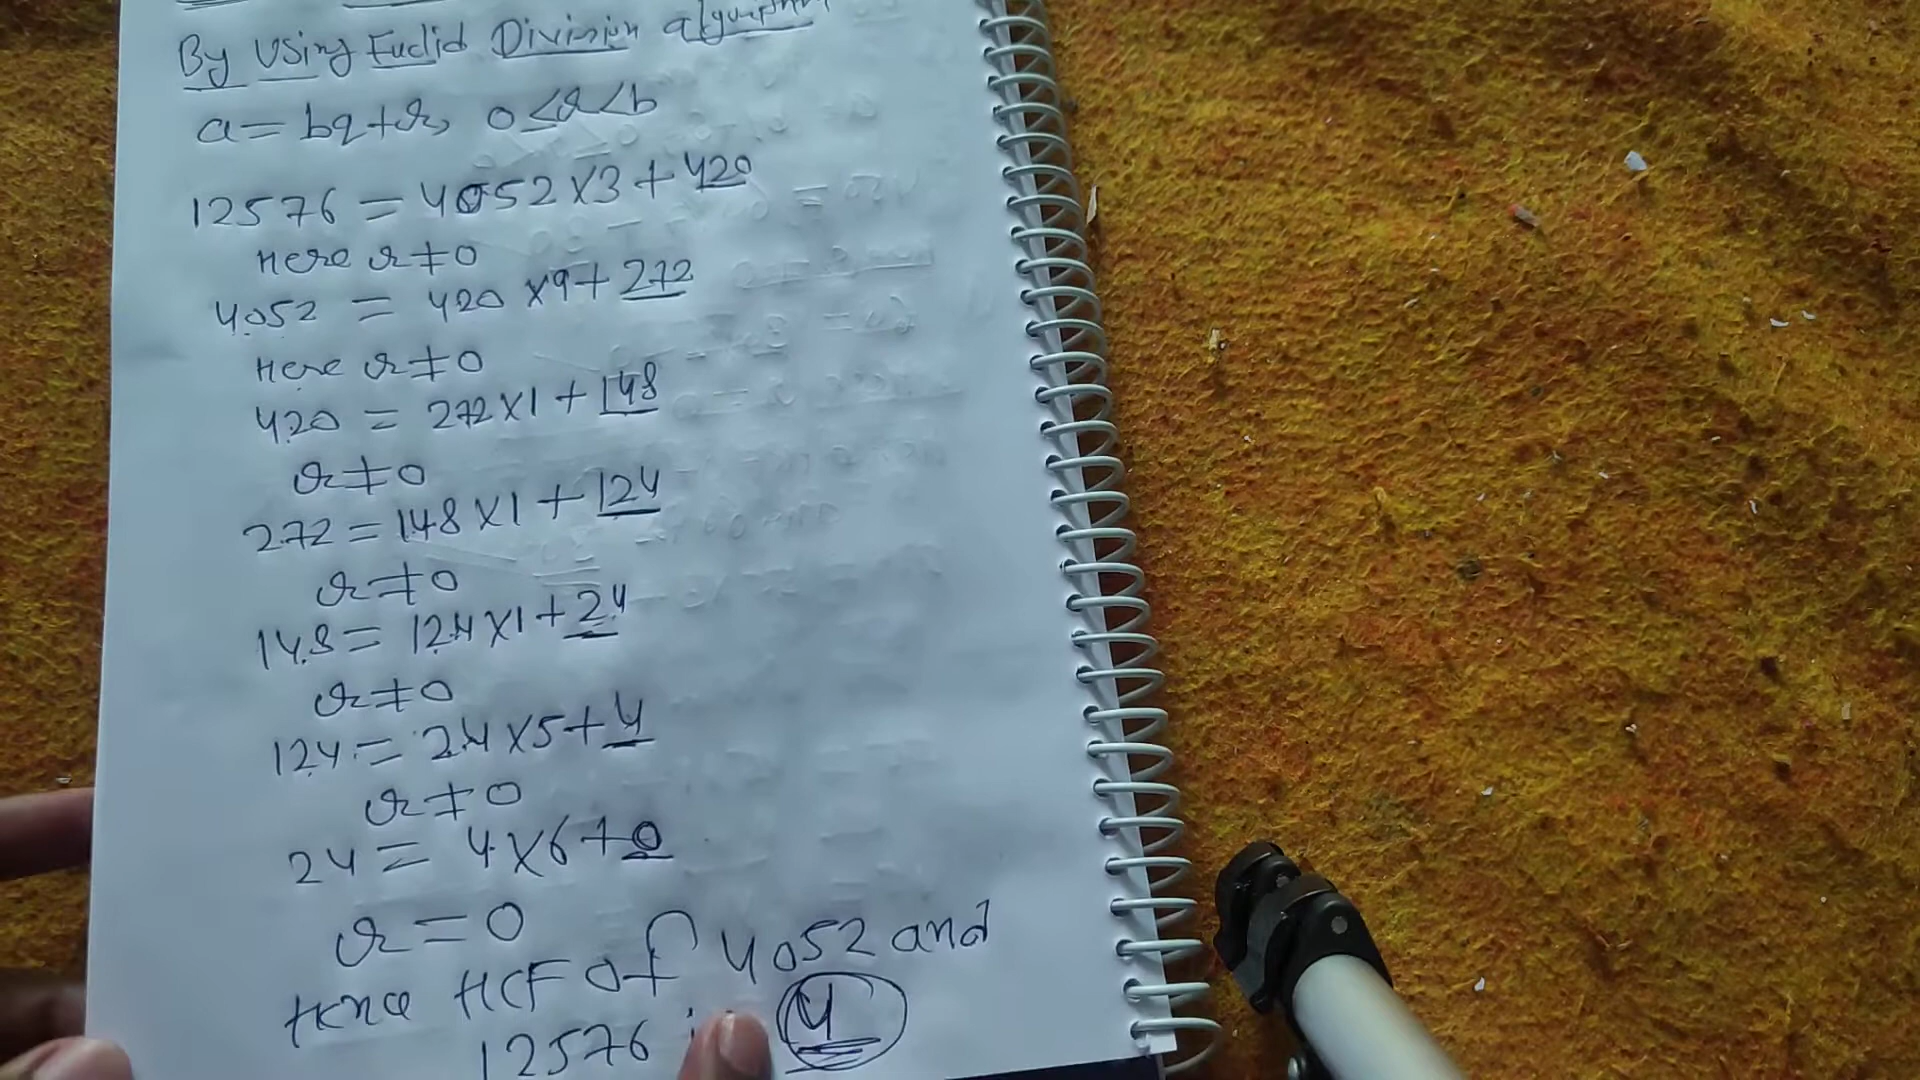 By Using Euclid Division algorithm
a = bq+r, 0≤r<b
12576 = 4052×3+420
Here r≠0
4052 = 420×9+272
Here r≠0
420 = 272×1+148
r≠0
272=148×1+124
r≠0
148=124×1+24
r≠0
124=24×5+4
r≠0
24=4×6+0
r=0
Hence HCF of 4052 and
12576 4